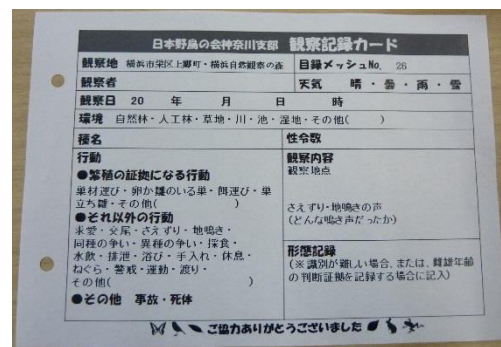 日本野鳥の会神奈川支部 観察記録カード
観察地 横浜市栄区上郷町・横浜自然観察の森 目録メッシュNo. 26
観察者 天気 晴・曇・雨・雪
観察日 20 年 月 日 時
環境 自然林・人工林・草地・川・池・湿地・その他( )
種名 性令数
行動
●繁殖の証拠になる行動
巣材運び・卵か雛のいる巣・餌運び・巣
立ち雛・その他( )
●それ以外の行動
求愛・交尾・さえずり・地鳴き・
同種の争い・異種の争い・採食・
水飲・排泄・浴び・手入れ・休息・
ねぐら・警戒・運動・渡り・
その他( )
●その他 事故・死体
観察内容
観察地点
さえずり・地鳴きの声
(どんな鳴き声だったか)
形態記録
(※識別が難しい場合、または、雌雄年齢
の判断証拠を記録する場合に記入)
ご協力ありがとうございました